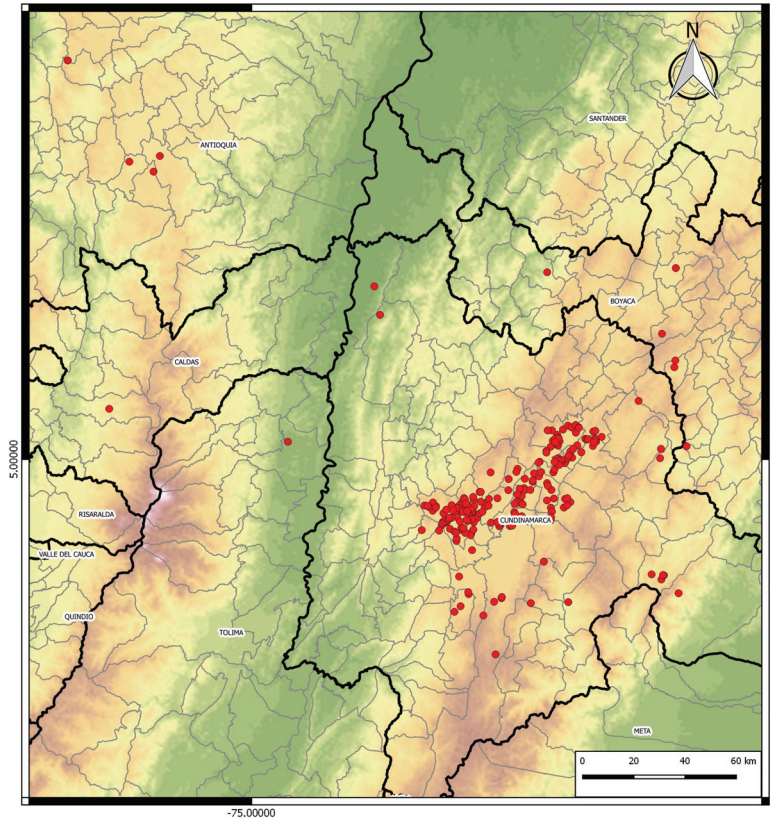 N
SANTANDER
ANTIOQUIA
BOYACA
CALDAS
5.00000
RISARALDA
CUNDINAMARCA
VALLE DEL CAUCA
QUINDIO
TOLIMA
META
0 20 40 60 km
-75.00000